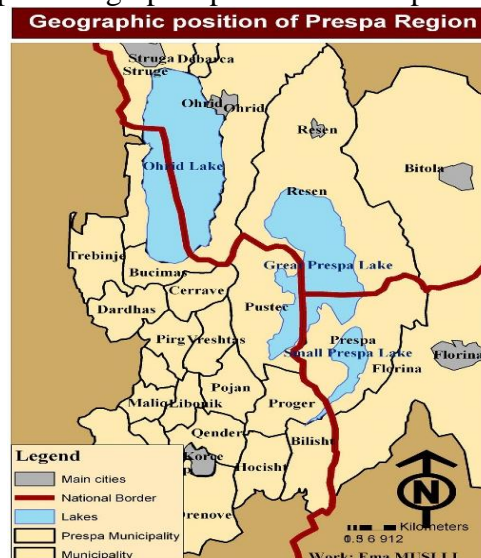 Geographic position of Prespa Region
Struga
Struge
Debarca
Ohrid
Ohrid
Resen
Bitola
Ohrid Lake
Resen
Trebinje
Great Prespa Lake
Bucimas
Cerrave
Dardhas
Pustec
Pirg
Vreshtas
Prespa
Small Prespa Lake
Florina
Florina
Pojan
Maliq
Libonik
Proger
Qender
Bilisht
Korce
Hocisht
Drenove
Legend
Main cities
National Border
Lakes
Prespa Municipality
Municipality
N
Kilometers
Work: Ema MUSLLI